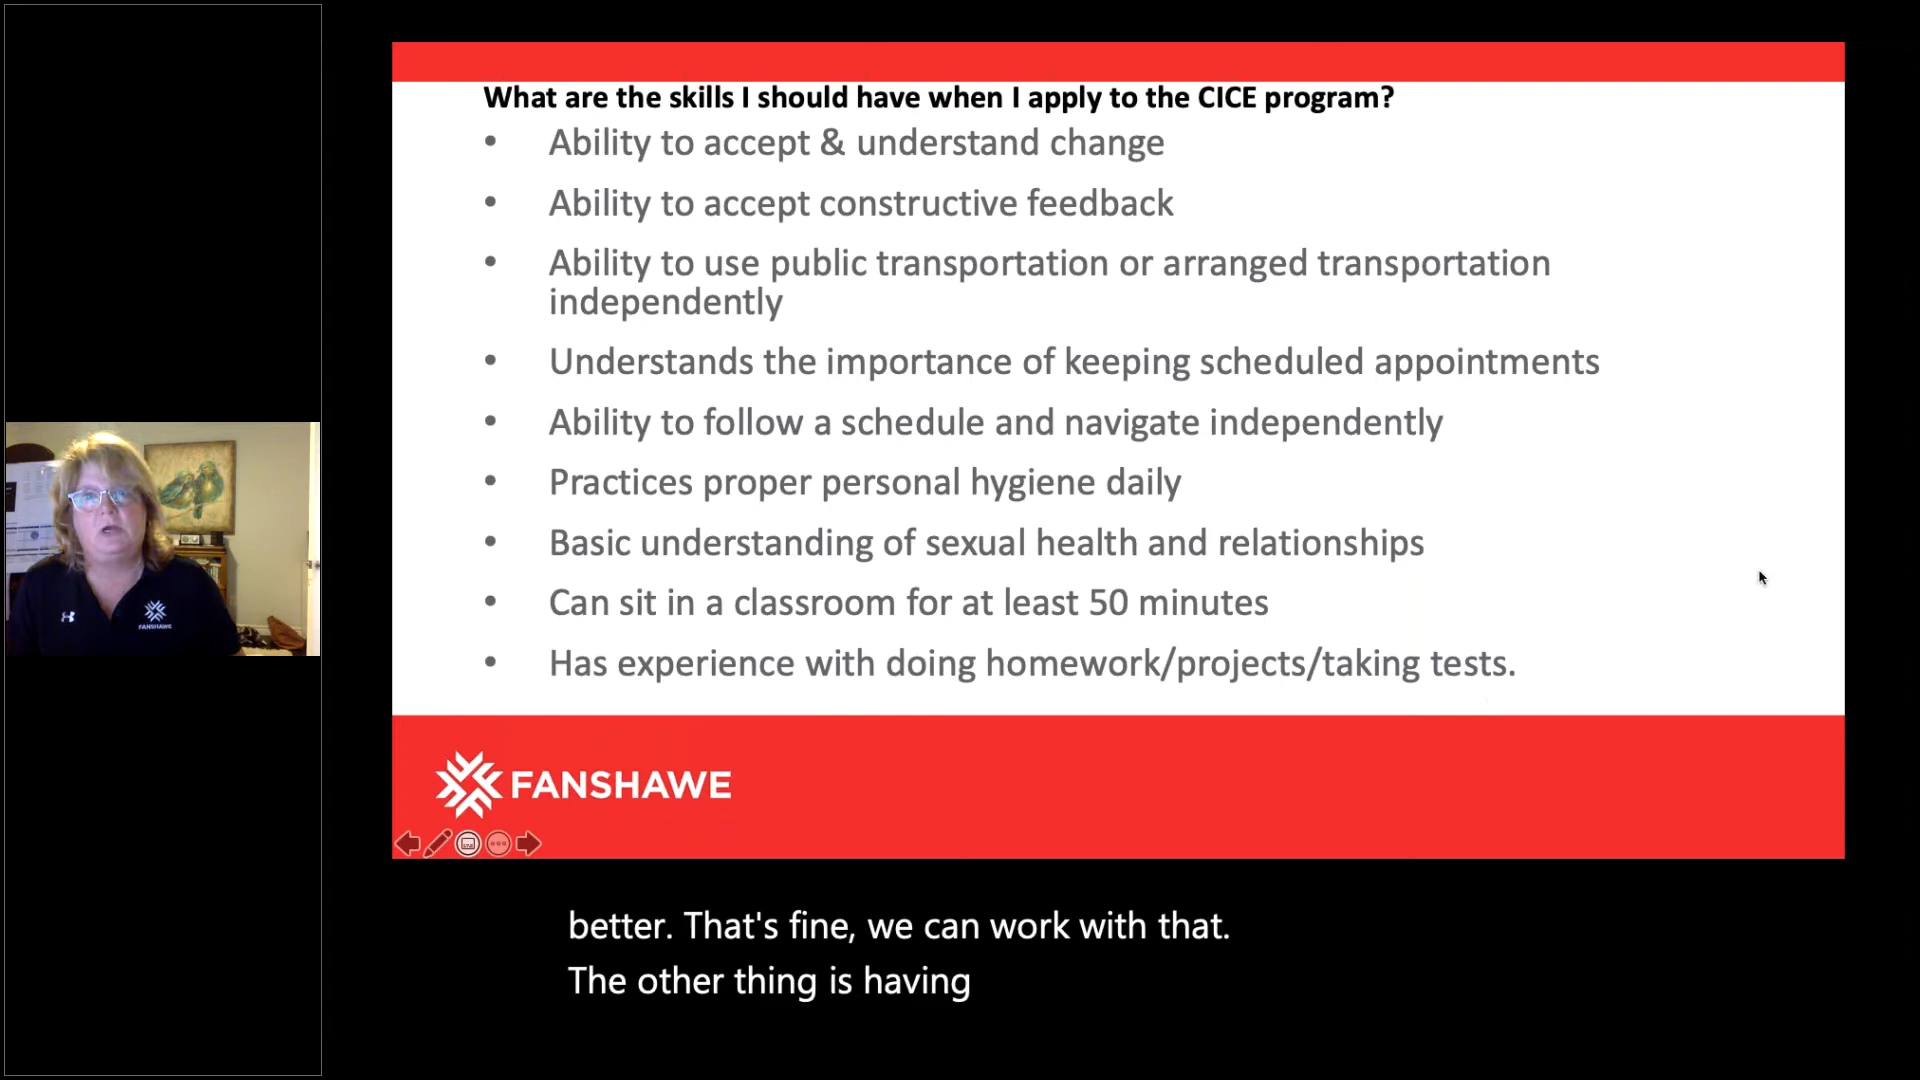 What are the skills I should have when I apply to the CICE program?
• Ability to accept & understand change
• Ability to accept constructive feedback
• Ability to use public transportation or arranged transportation
independently
• Understands the importance of keeping scheduled appointments
• Ability to follow a schedule and navigate independently
• Practices proper personal hygiene daily
• Basic understanding of sexual health and relationships
• Can sit in a classroom for at least 50 minutes
• Has experience with doing homework/projects/taking tests.
FANSHAWE
FANSHAWE
better. That's fine, we can work with that.
The other thing is having